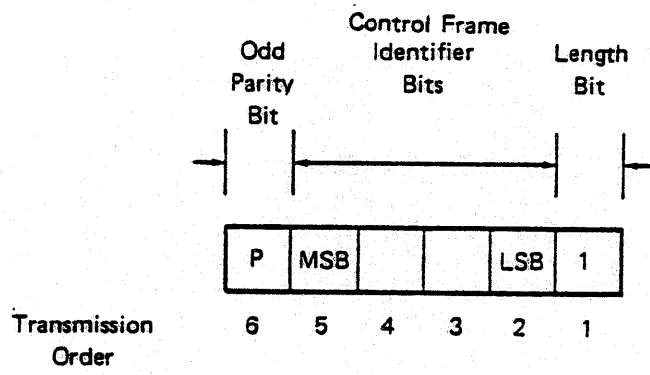 Odd
Parity
Bit
Control Frame
Identifier
Bits
Length
Bit
P MSB LSB 1
Transmission
Order
6 5 4 3 2 1